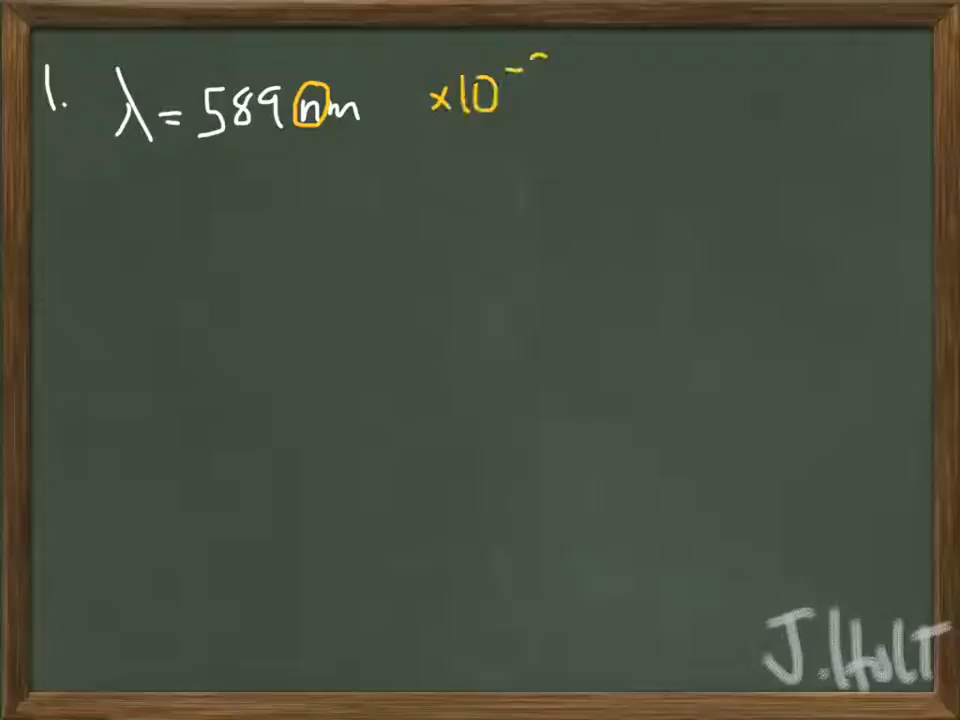 1. λ = 589 nm ×10⁻
J. Holt